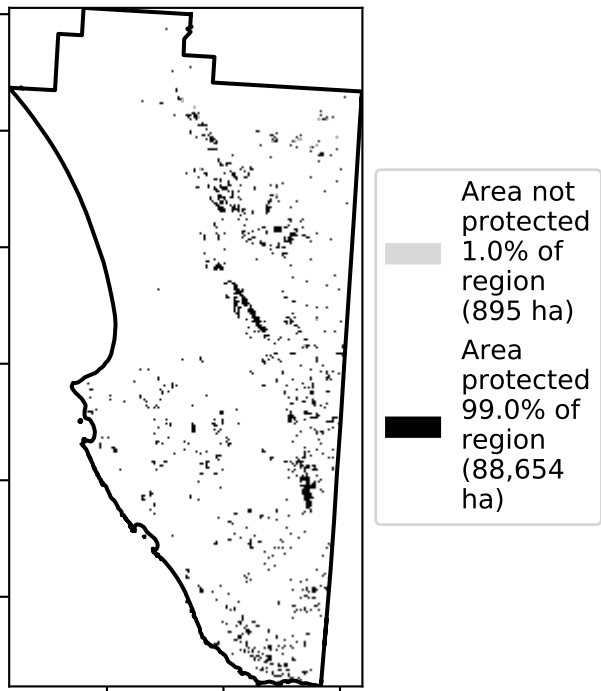 Area not
protected
1.0% of
region
(895 ha)
Area
protected
99.0% of
region
(88,654
ha)